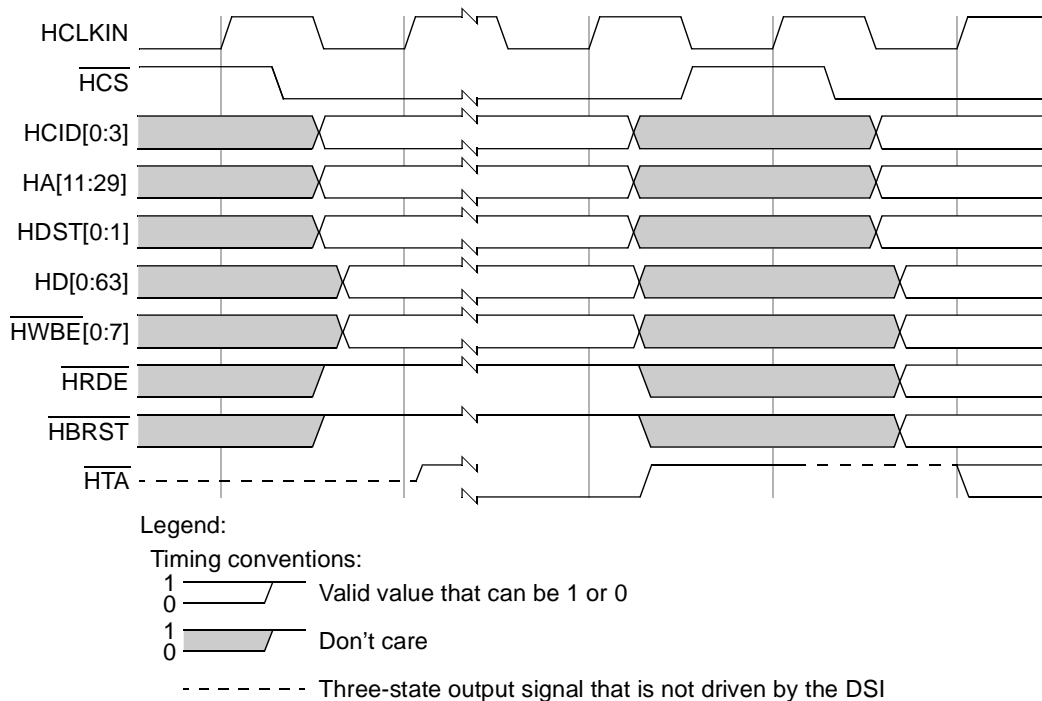 HCLKIN
HCS
HCID[0:3]
HA[11:29]
HDST[0:1]
HD[0:63]
HWBE[0:7]
HRDE
HBRST
HTA
Legend:
Timing conventions:
1
0
Valid value that can be 1 or 0
1
0
Don't care
Three-state output signal that is not driven by the DSI